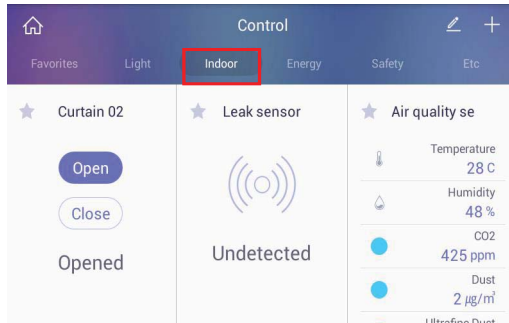 Control
Favorites Light Indoor Energy Safety Etc
Curtain 02
Open
Close
Opened
Leak sensor
Undetected
Air quality se
Temperature
28 C
Humidity
48 %
CO2
425 ppm
Dust
2 μg/m³
Ultrafine Dust